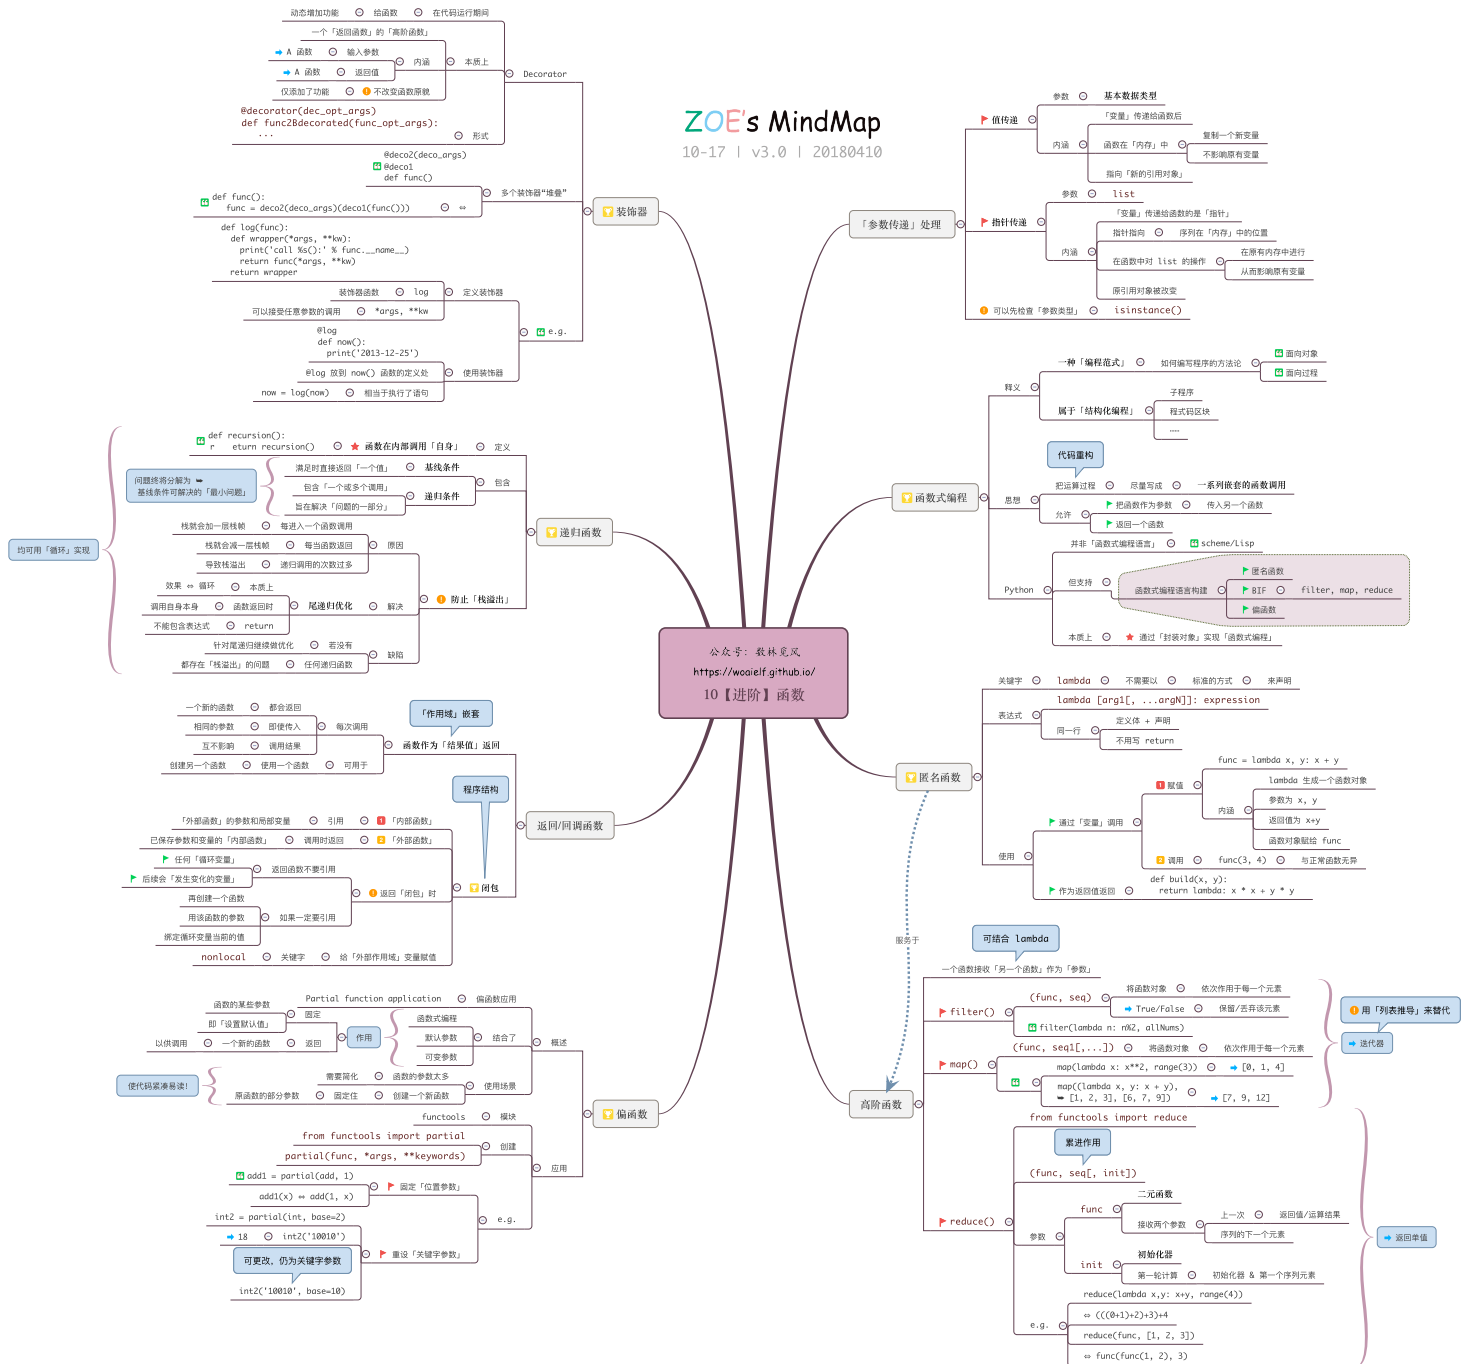 ZOE's MindMap
10-17 | v3.0 | 20180410
公众号: 数林觅风
https://woaielf.github.io/
10【进阶】函数
装饰器
Decorator
在代码运行期间
给函数
动态增加功能
本质上
一个「返回函数」的「高阶函数」
内涵
输入参数
A 函数
返回值
A 函数
不改变函数原貌
仅添加了功能
形式
@decorator(dec_opt_args)
def func2Bdecorated(func_opt_args):
...
多个装饰器“堆叠”
@deco2(deco_args)
@deco1
def func()
⇔
def func():
func = deco2(deco_args)(deco1(func()))
e.g.
def log(func):
def wrapper(*args, **kw):
print('call %s():' % func.__name__)
return func(*args, **kw)
return wrapper
定义装饰器
log
装饰器函数
*args, **kw
可以接受任意参数的调用
@log
def now():
print('2013-12-25')
使用装饰器
@log 放到 now() 函数的定义处
相当于执行了语句
now = log(now)
递归函数
定义
函数在内部调用「自身」
def recursion():
r    eturn recursion()
包含
基线条件
满足时直接返回「一个值」
递归条件
包含「一个或多个调用」
旨在解决「问题的一部分」
问题终将分解为 ➥
基线条件可解决的「最小问题」
均可用「循环」实现
防止「栈溢出」
原因
每进入一个函数调用
栈就会加一层栈帧
每当函数返回
栈就会减一层栈帧
递归调用的次数过多
导致栈溢出
解决
尾递归优化
本质上
效果 ⇔ 循环
函数返回时
调用自身本身
return
不能包含表达式
缺陷
若没有
针对尾递归继续做优化
任何递归函数
都存在「栈溢出」的问题
返回/回调函数
「作用域」嵌套
函数作为「结果值」返回
每次调用
都会返回
一个新的函数
即使传入
相同的参数
调用结果
互不影响
可用于
使用一个函数
创建另一个函数
程序结构
闭包
「内部函数」
引用
「外部函数」的参数和局部变量
「外部函数」
调用时返回
已保存参数和变量的「内部函数」
返回「闭包」时
返回函数不要引用
任何「循环变量」
后续会「发生变化的变量」
如果一定要引用
再创建一个函数
用该函数的参数
绑定循环变量当前的值
给「外部作用域」变量赋值
关键字
nonlocal
偏函数
概述
偏函数应用
Partial function application
结合了
函数式编程
默认参数
可变参数
作用
固定
函数的某些参数
即「设置默认值」
返回
一个新的函数
以供调用
使用场景
函数的参数太多
需要简化
创建一个新函数
固定住
原函数的部分参数
使代码紧凑易读!
应用
模块
functools
创建
from functools import partial
partial(func, *args, **keywords)
e.g.
固定「位置参数」
add1 = partial(add, 1)
add1(x) ⇔ add(1, x)
重设「关键字参数」
int2 = partial(int, base=2)
int2('10010')
18
可更改, 仍为关键字参数
int2('10010', base=10)
「参数传递」处理
值传递
参数
基本数据类型
内涵
「变量」传递给函数后
函数在「内存」中
复制一个新变量
不影响原有变量
指向「新的引用对象」
指针传递
参数
list
内涵
「变量」传递给函数的是「指针」
指针指向
序列在「内存」中的位置
在函数中对 list 的操作
在原有内存中进行
从而影响原有变量
原引用对象被改变
可以先检查「参数类型」
isinstance()
函数式编程
释义
一种「编程范式」
如何编写程序的方法论
面向对象
面向过程
属于「结构化编程」
子程序
程式码区块
……
代码重构
思想
把运算过程
尽量写成
一系列嵌套的函数调用
允许
把函数作为参数
传入另一个函数
返回一个函数
Python
并非「函数式编程语言」
scheme/Lisp
但支持
函数式编程语言构建
匿名函数
BIF
filter, map, reduce
偏函数
本质上
通过「封装对象」实现「函数式编程」
匿名函数
关键字
lambda
不需要以
标准的方式
来声明
表达式
lambda [arg1[, ...argN]]: expression
同一行
定义体 + 声明
不用写 return
使用
通过「变量」调用
赋值
func = lambda x, y: x + y
内涵
lambda 生成一个函数对象
参数为 x, y
返回值为 x+y
函数对象赋给 func
调用
func(3, 4)
与正常函数无异
作为返回值返回
def build(x, y):
return lambda: x * x + y * y
服务于
高阶函数
可结合 lambda
一个函数接收「另一个函数」作为「参数」
filter()
(func, seq)
将函数对象
依次作用于每一个元素
True/False
保留/丢弃该元素
filter(lambda n: n%2, allNums)
map()
(func, seq1[,...])
将函数对象
依次作用于每一个元素
map(lambda x: x**2, range(3))
[0, 1, 4]
map((lambda x, y: x + y),
➥ [1, 2, 3], [6, 7, 9])
[7, 9, 12]
用「列表推导」来替代
迭代器
reduce()
from functools import reduce
累进作用
(func, seq[, init])
参数
func
二元函数
接收两个参数
上一次
返回值/运算结果
序列的下一个元素
init
初始化器
第一轮计算
初始化器 & 第一个序列元素
e.g.
reduce(lambda x,y: x+y, range(4))
⇔ (((0+1)+2)+3)+4
reduce(func, [1, 2, 3])
⇔ func(func(1, 2), 3)
返回单值